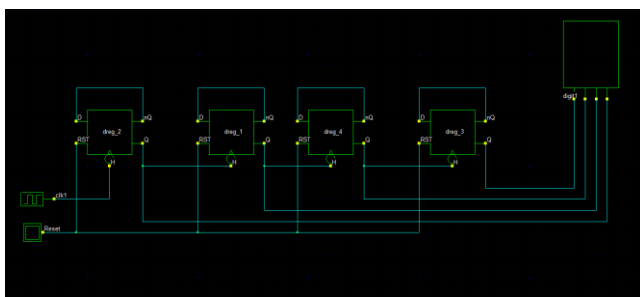 digit1
D nQ D nQ D nQ D nQ
dreg_2 dreg_1 dreg_4 dreg_3
RST Q RST Q RST Q RST Q
H H H H
clk1
Reset